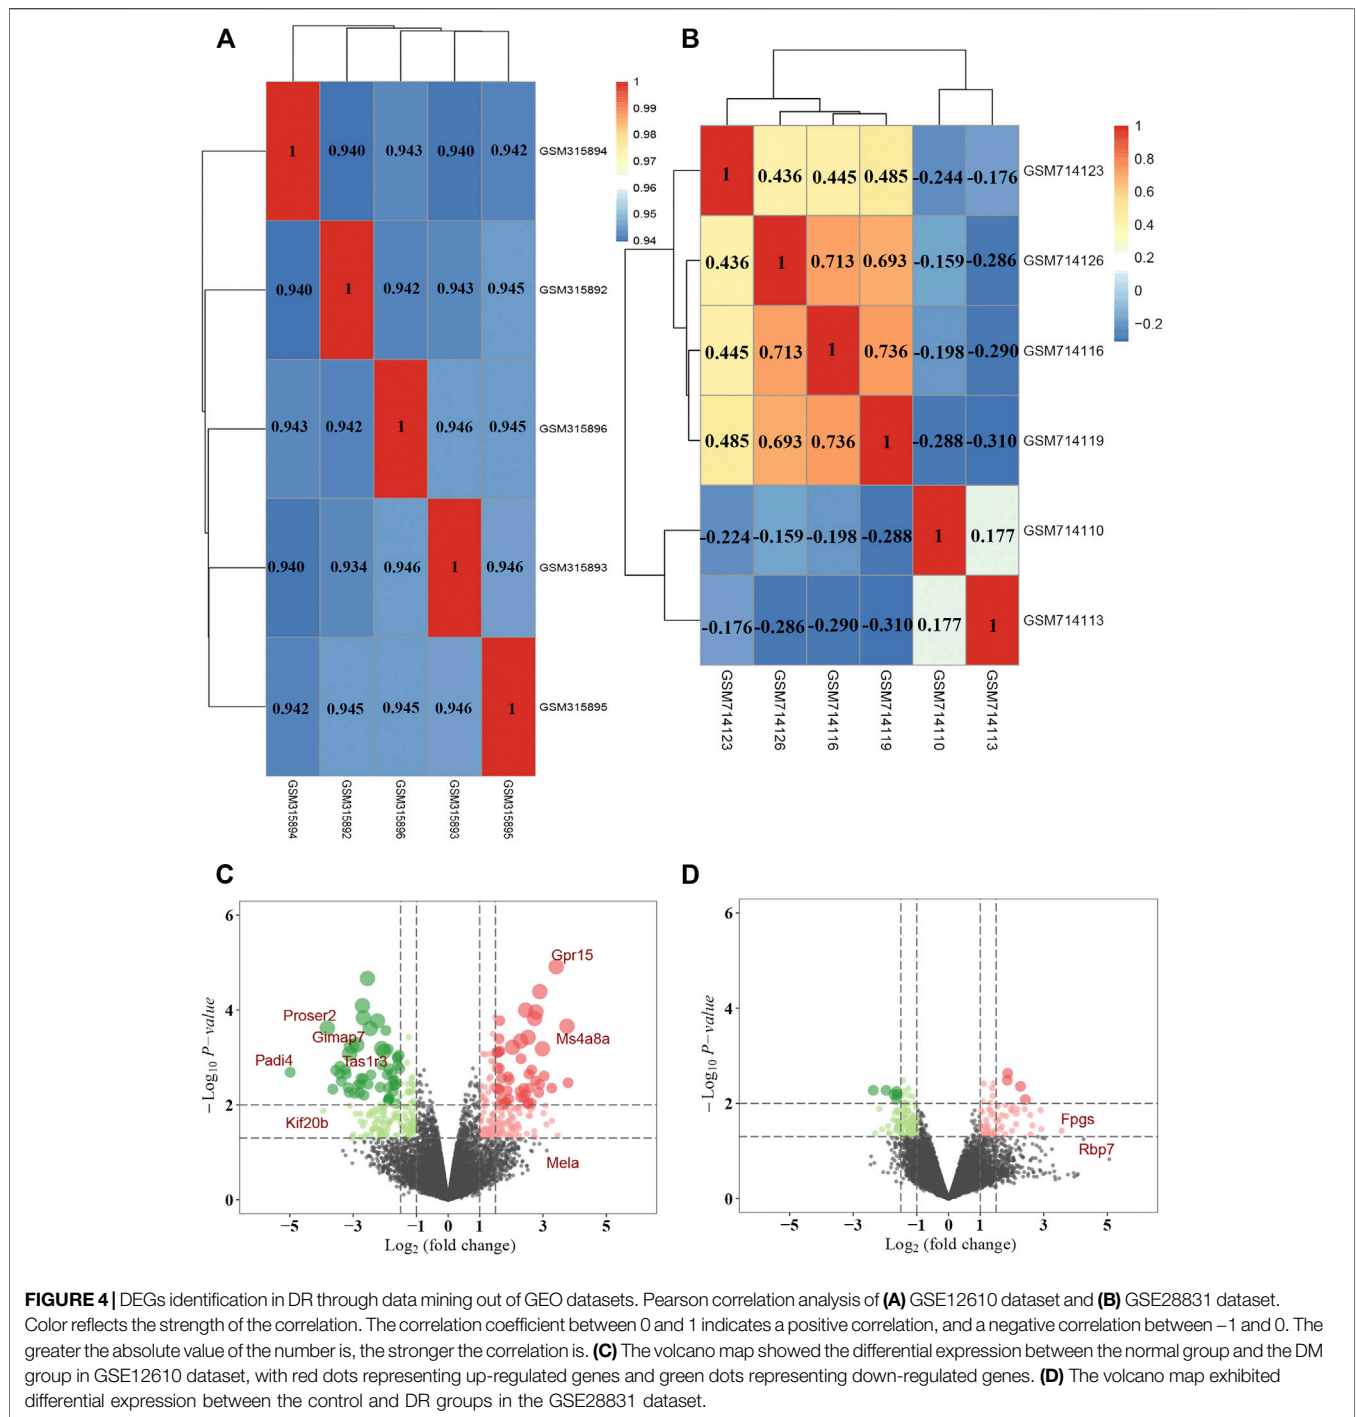 A
1
0.99
0.98
0.97
0.96
0.95
0.94
1 0.940 0.943 0.940 0.942 GSM315894
0.940 1 0.942 0.943 0.945 GSM315892
0.943 0.942 1 0.946 0.945 GSM315896
0.940 0.934 0.946 1 0.946 GSM315893
0.942 0.945 0.945 0.946 1 GSM315895
GSM315894 GSM315892 GSM315896 GSM315893 GSM315895
B
1
0.8
0.6
0.4
0.2
0
−0.2
1 0.436 0.445 0.485 -0.244 -0.176 GSM714123
0.436 1 0.713 0.693 -0.159 -0.286 GSM714126
0.445 0.713 1 0.736 -0.198 -0.290 GSM714116
0.485 0.693 0.736 1 -0.288 -0.310 GSM714119
-0.224 -0.159 -0.198 -0.288 1 0.177 GSM714110
-0.176 -0.286 -0.290 -0.310 0.177 1 GSM714113
GSM714123 GSM714126 GSM714116 GSM714119 GSM714110 GSM714113
C
− Log10 P−value
6
4
2
0
Gpr15
Proser2
Gimap7
Ms4a8a
Padi4
Tas1r3
Kif20b
Mela
−5 −3 −1 0 1 3 5
Log2 (fold change)
D
− Log10 P−value
6
4
2
0
Fpgs
Rbp7
−5 −3 −1 0 1 3 5
Log2 (fold change)
FIGURE 4 | DEGs identification in DR through data mining out of GEO datasets. Pearson correlation analysis of (A) GSE12610 dataset and (B) GSE28831 dataset.
Color reflects the strength of the correlation. The correlation coefficient between 0 and 1 indicates a positive correlation, and a negative correlation between −1 and 0. The
greater the absolute value of the number is, the stronger the correlation is. (C) The volcano map showed the differential expression between the normal group and the DM
group in GSE12610 dataset, with red dots representing up-regulated genes and green dots representing down-regulated genes. (D) The volcano map exhibited
differential expression between the control and DR groups in the GSE28831 dataset.